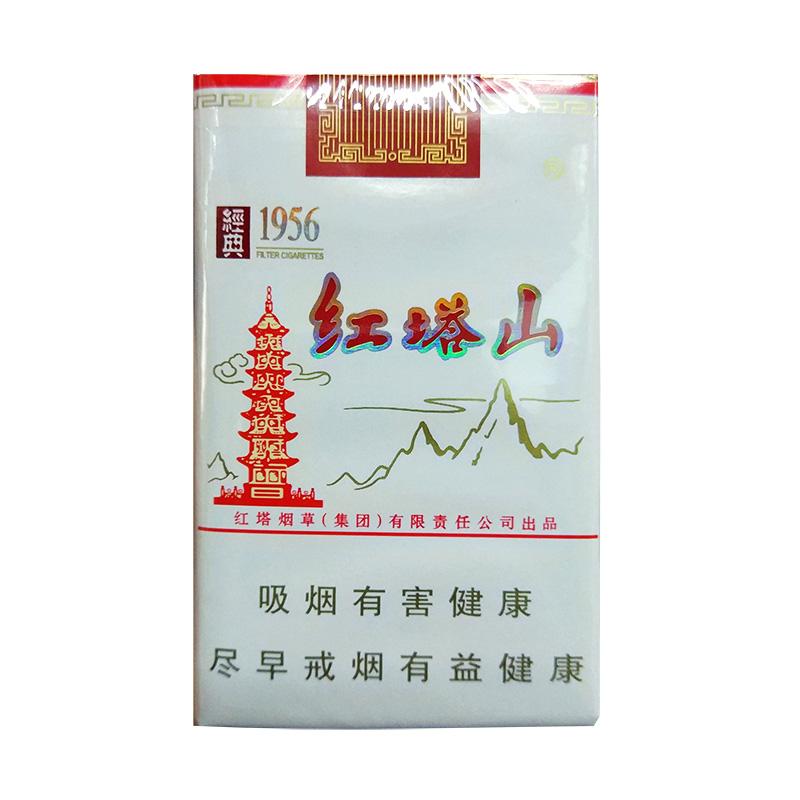 經典
1956
FILTER CIGARETTES
红塔山
红塔烟草(集团)有限责任公司出品
吸烟有害健康
尽早戒烟有益健康